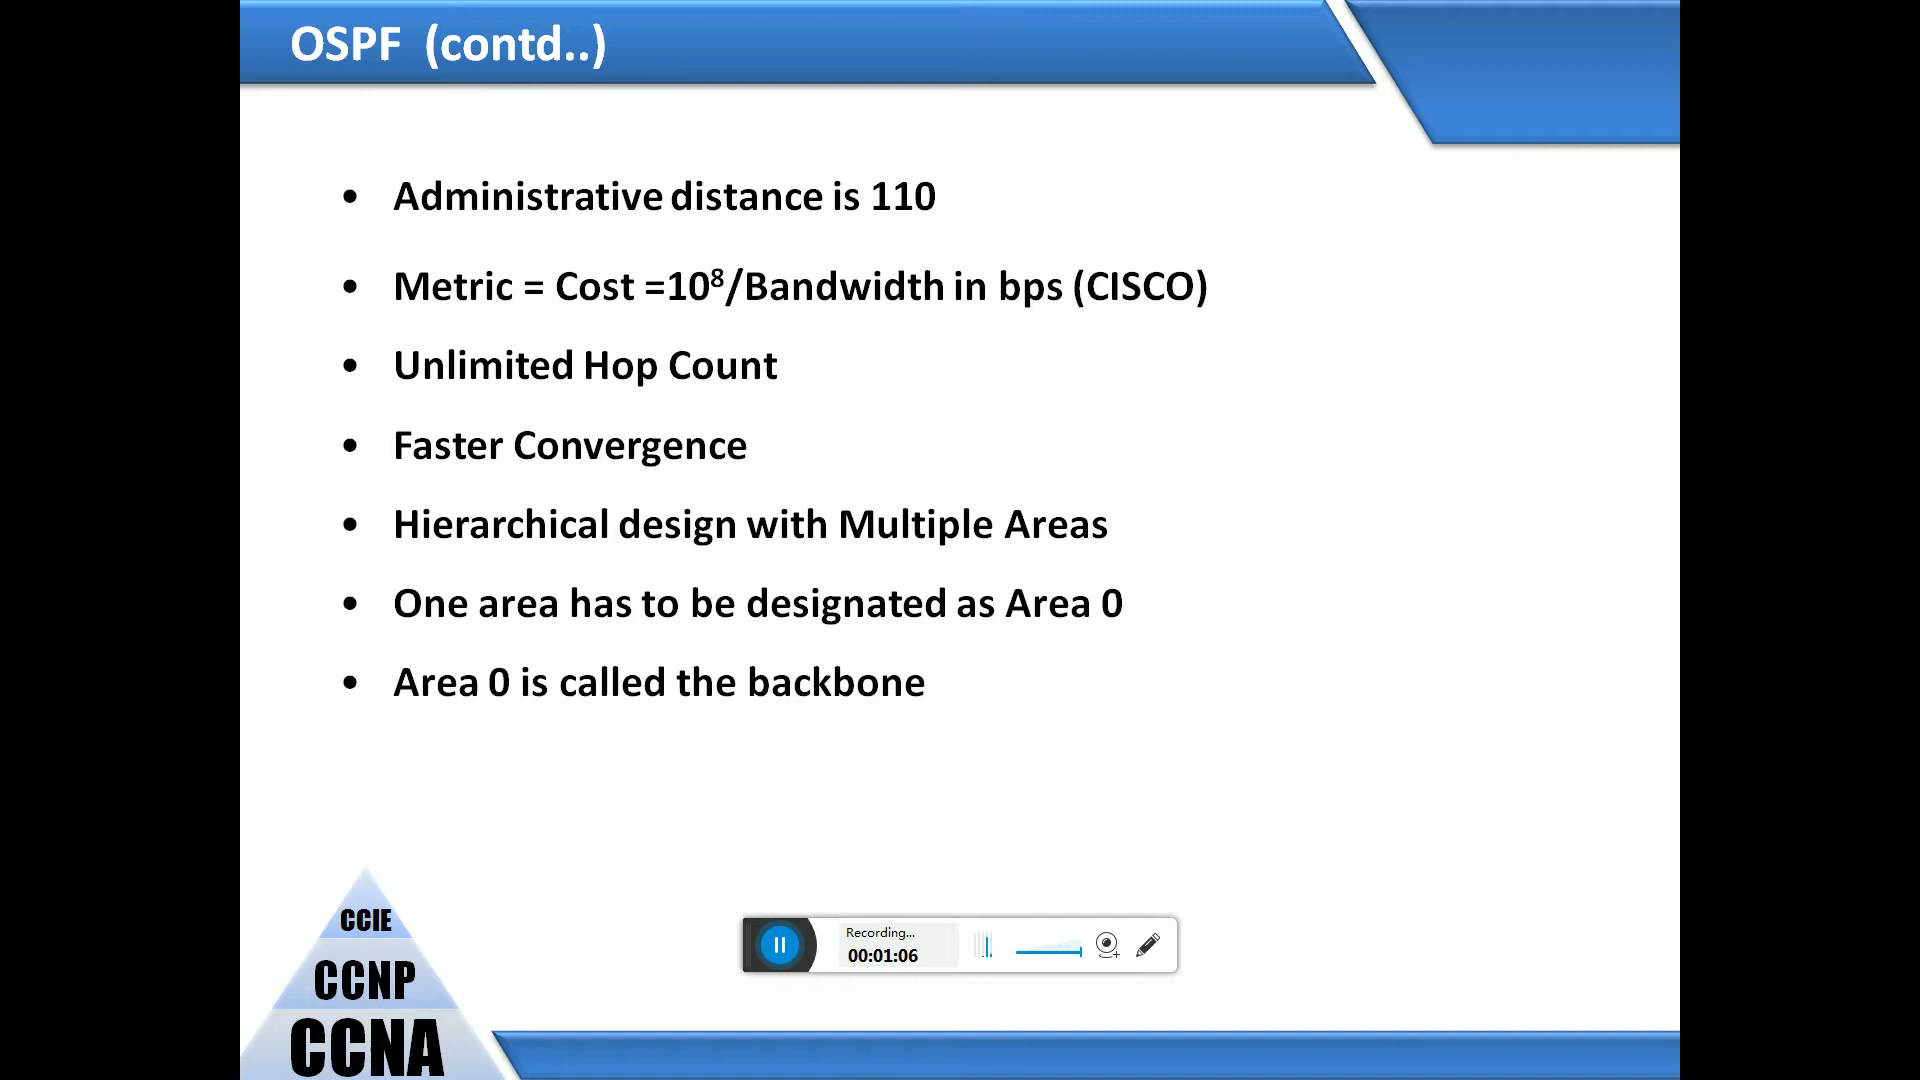 OSPF (contd..)
• Administrative distance is 110
• Metric = Cost =10⁸/Bandwidth in bps (CISCO)
• Unlimited Hop Count
• Faster Convergence
• Hierarchical design with Multiple Areas
• One area has to be designated as Area 0
• Area 0 is called the backbone
CCIE
CCNP
CCNA
Recording...
00:01:06